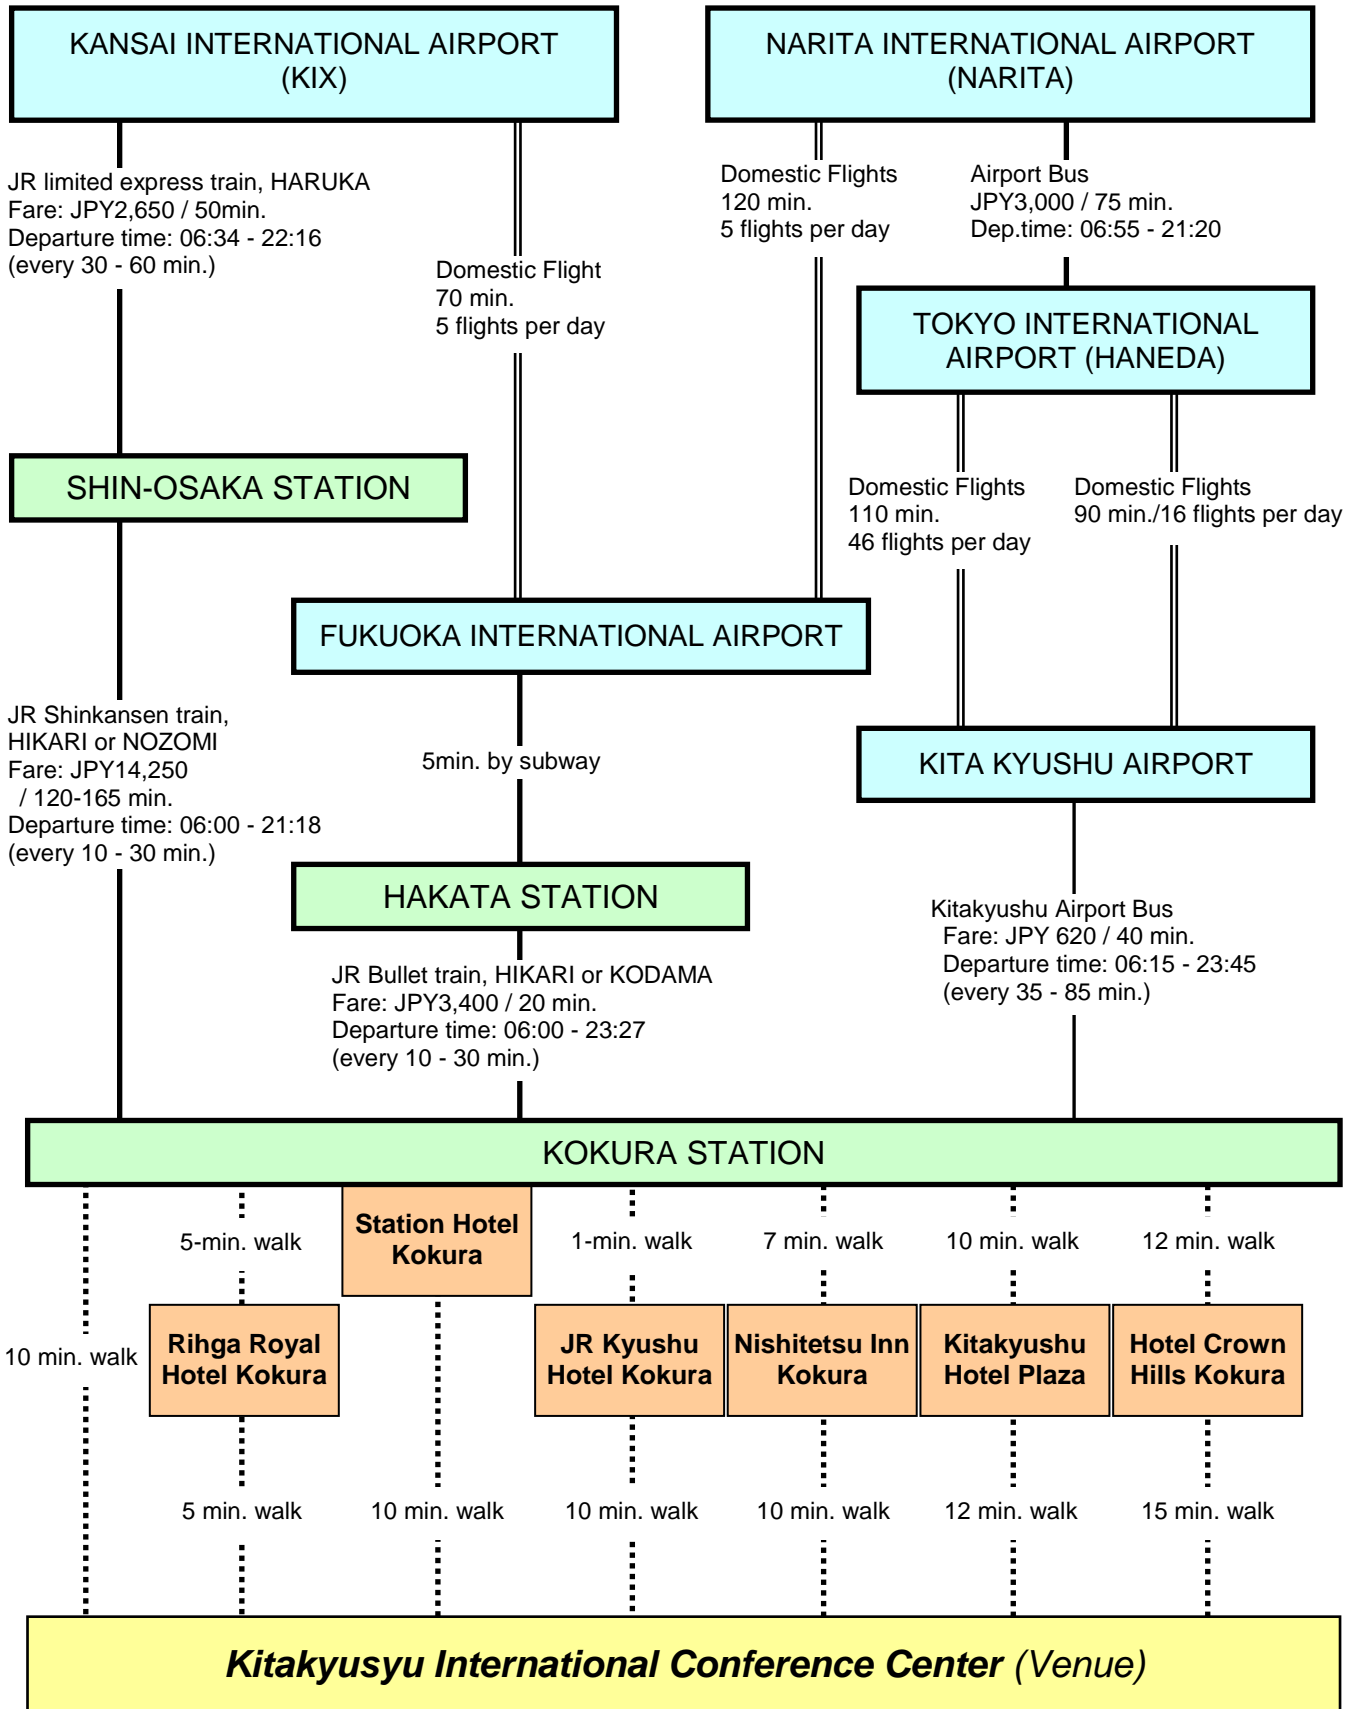 KANSAI INTERNATIONAL AIRPORT
(KIX)
NARITA INTERNATIONAL AIRPORT
(NARITA)
JR limited express train, HARUKA
Fare: JPY2,650 / 50min.
Departure time: 06:34 - 22:16
(every 30 - 60 min.)
Domestic Flight
70 min.
5 flights per day
Domestic Flights
120 min.
5 flights per day
Airport Bus
JPY3,000 / 75 min.
Dep.time: 06:55 - 21:20
TOKYO INTERNATIONAL
AIRPORT (HANEDA)
SHIN-OSAKA STATION
Domestic Flights
110 min.
46 flights per day
Domestic Flights
90 min./16 flights per day
FUKUOKA INTERNATIONAL AIRPORT
JR Shinkansen train,
HIKARI or NOZOMI
Fare: JPY14,250
/ 120-165 min.
Departure time: 06:00 - 21:18
(every 10 - 30 min.)
5min. by subway
KITA KYUSHU AIRPORT
HAKATA STATION
JR Bullet train, HIKARI or KODAMA
Fare: JPY3,400 / 20 min.
Departure time: 06:00 - 23:27
(every 10 - 30 min.)
Kitakyushu Airport Bus
Fare: JPY 620 / 40 min.
Departure time: 06:15 - 23:45
(every 35 - 85 min.)
KOKURA STATION
5-min. walk
Station Hotel
Kokura
1-min. walk
7 min. walk
10 min. walk
12 min. walk
10 min. walk
Rihga Royal
Hotel Kokura
JR Kyushu
Hotel Kokura
Nishitetsu Inn
Kokura
Kitakyushu
Hotel Plaza
Hotel Crown
Hills Kokura
5 min. walk
10 min. walk
10 min. walk
10 min. walk
12 min. walk
15 min. walk
Kitakyusyu International Conference Center (Venue)